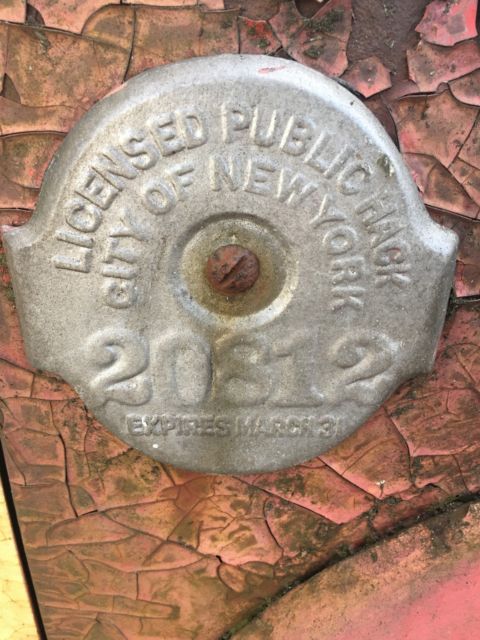 LICENSED PUBLIC HACK
CITY OF NEW YORK
20812
EXPIRES MARCH 31